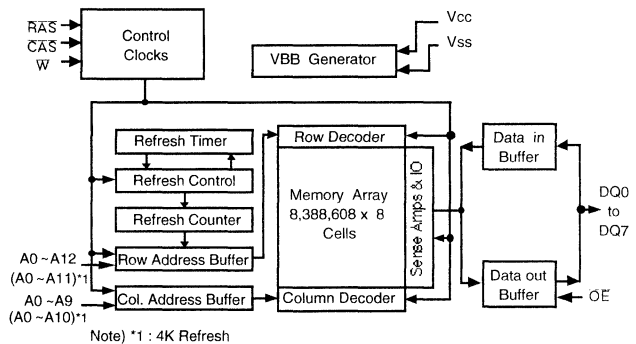 RAS
CAS
W
Control
Clocks
Vcc
Vss
VBB Generator
Refresh Timer
Refresh Control
Refresh Counter
Row Address Buffer
Col. Address Buffer
A0 ~ A12
(A0 ~ A11)*1
A0 ~ A9
(A0 ~ A10)*1
Row Decoder
Memory Array
8,388,608 x 8
Cells
Column Decoder
Sense Amps & IO
Data in
Buffer
Data out
Buffer
DQ0
to
DQ7
OE
Note) *1 : 4K Refresh